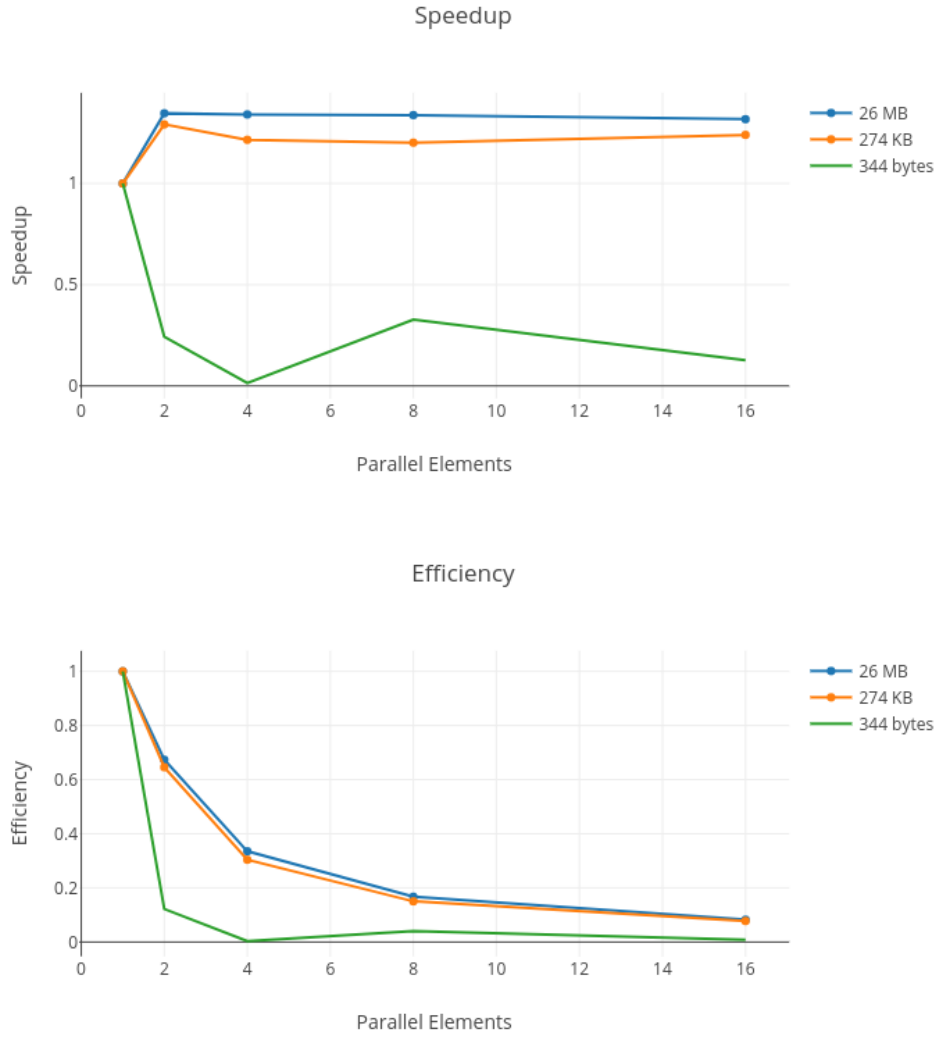 Speedup
26 MB
274 KB
344 bytes
1
0.5
0
Speedup
0 2 4 6 8 10 12 14 16
Parallel Elements
Efficiency
26 MB
274 KB
344 bytes
1
0.8
0.6
0.4
0.2
0
Efficiency
0 2 4 6 8 10 12 14 16
Parallel Elements